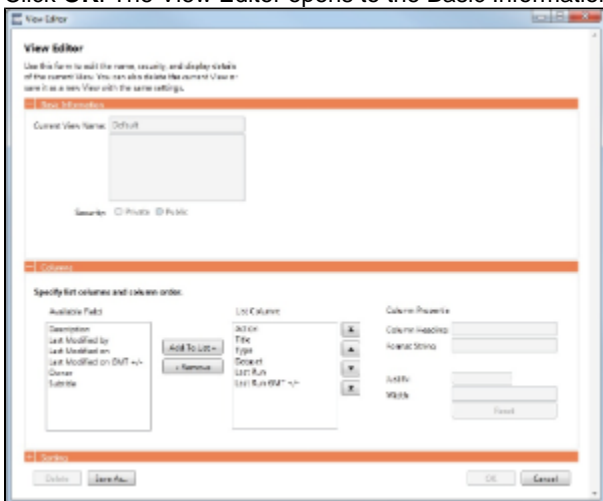 Click OK. The View Editor opens to the Basic Information
View Editor
View Editor
Use this form to edit the name, security, and display details
of the current View. You can also delete the current View or
save it as a new View with the same settings.
Basic Information
Current View Name: Default
Security: Private Public
Columns
Specify list columns and column order.
Available Fields
List Columns
Column Properties
Description
Last Modified by
Last Modified on
Last Modified on GMT +/-
Owner
Subtitle
Add To List >
< Remove
Action
Title
Type
Dataset
Last Run
Last Run GMT +/-
Column Heading:
Format String:
Justify:
Width:
Reset
Sorting
Delete
Save As...
OK
Cancel